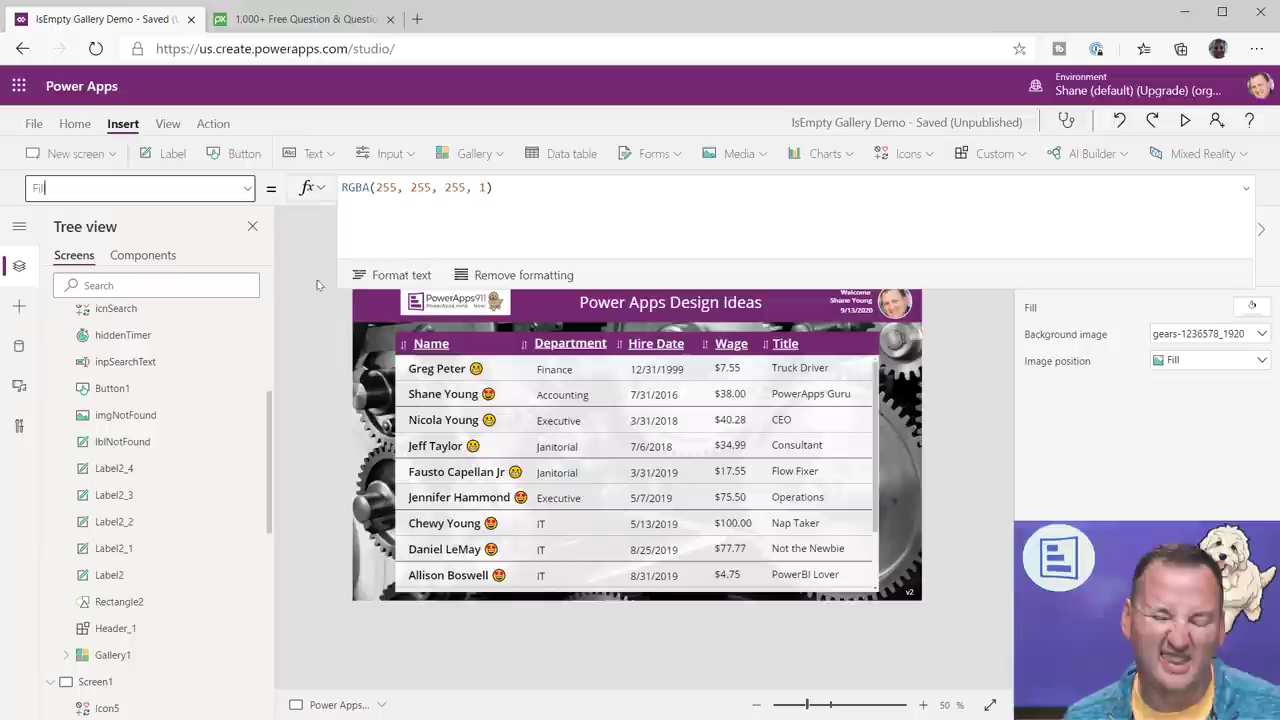 IsEmpty Gallery Demo - Saved (U
1,000+ Free Question & Questio
https://us.create.powerapps.com/studio/
Power Apps
Environment
Shane (default) (Upgrade) (org...
File Home Insert View Action
IsEmpty Gallery Demo - Saved (Unpublished)
New screen Label Button Text Input Gallery Data table Forms Media Charts Icons Custom AI Builder Mixed Reality
Fil
= fx
RGBA(255, 255, 255, 1)
Format text Remove formatting
Tree view
Screens Components
Search
icnSearch
hiddenTimer
inpSearchText
Button1
imgNotFound
lblNotFound
Label2_4
Label2_3
Label2_2
Label2_1
Label2
Rectangle2
Header_1
Gallery1
Screen1
Icon5
PowerApps911
Power Apps Design Ideas
Welcome
Shane Young
9/13/2020
Name Department Hire Date Wage Title
Greg Peter Finance 12/31/1999 $7.55 Truck Driver
Shane Young Accounting 7/31/2016 $38.00 PowerApps Guru
Nicola Young Executive 3/31/2018 $40.28 CEO
Jeff Taylor Janitorial 7/6/2018 $34.99 Consultant
Fausto Capellan Jr Janitorial 3/31/2019 $17.55 Flow Fixer
Jennifer Hammond Executive 5/7/2019 $75.50 Operations
Chewy Young IT 5/13/2019 $100.00 Nap Taker
Daniel LeMay IT 8/25/2019 $77.77 Not the Newbie
Allison Boswell IT 8/31/2019 $4.75 PowerBI Lover
v2
Fill
Background image gears-1236578_1920
Image position Fill
Power Apps...
50 %